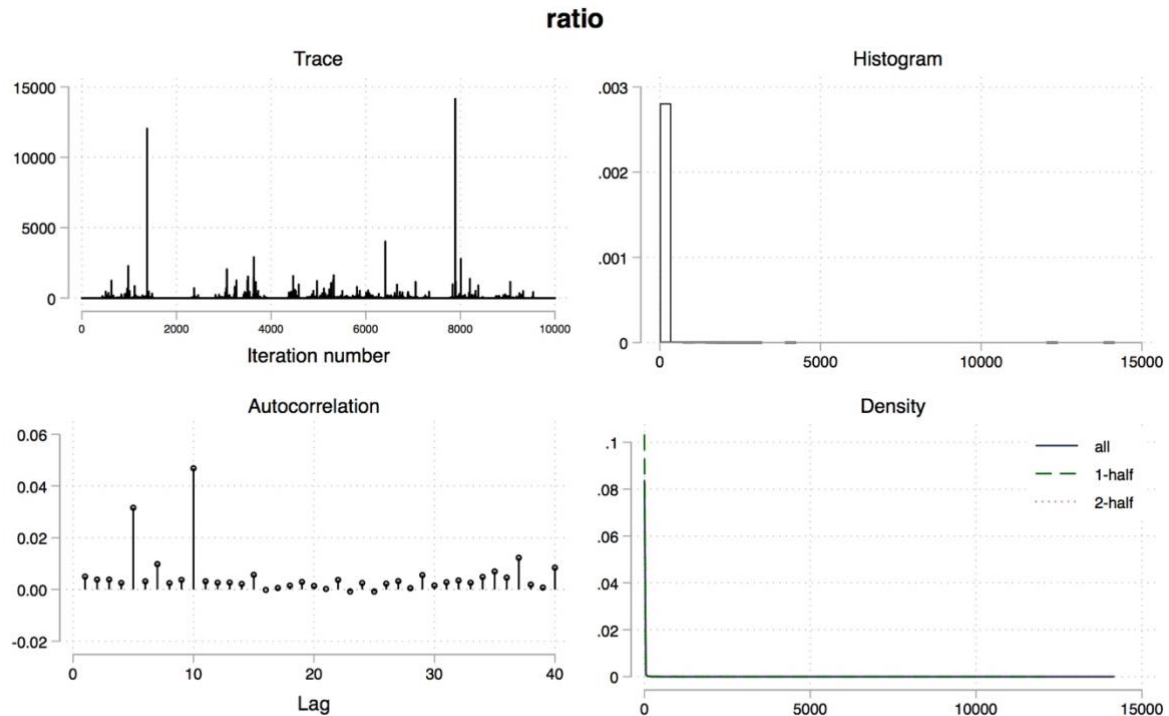 ratio
Trace
15000
10000
5000
0
0 2000 4000 6000 8000 10000
Iteration number
Histogram
.003
.002
.001
0
0 5000 10000 15000
Autocorrelation
0.06
0.04
0.02
0.00
-0.02
0 10 20 30 40
Lag
Density
.1
.08
.06
.04
.02
0
all
1-half
2-half
0 5000 10000 15000